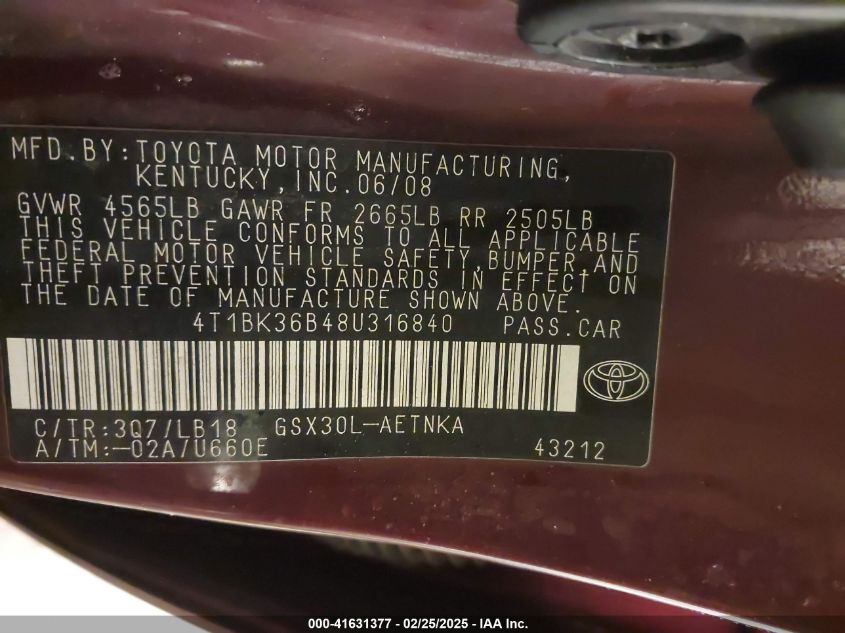 MFD.BY:TOYOTA MOTOR MANUFACTURING,
KENTUCKY,INC.06/08
GVWR 4565LB GAWR FR 2665LB RR 2505LB
THIS VEHICLE CONFORMS TO ALL APPLICABLE
FEDERAL MOTOR VEHICLE SAFETY,BUMPER,AND
THEFT PREVENTION STANDARDS IN EFFECT ON
THE DATE OF MANUFACTURE SHOWN ABOVE.
4T1BK36B48U316840 PASS.CAR
C/TR:3Q7/LB18 GSX30L-AETNKA
A/TM:-02A/U660E 43212
000-41631377 - 02/25/2025 - IAA Inc.